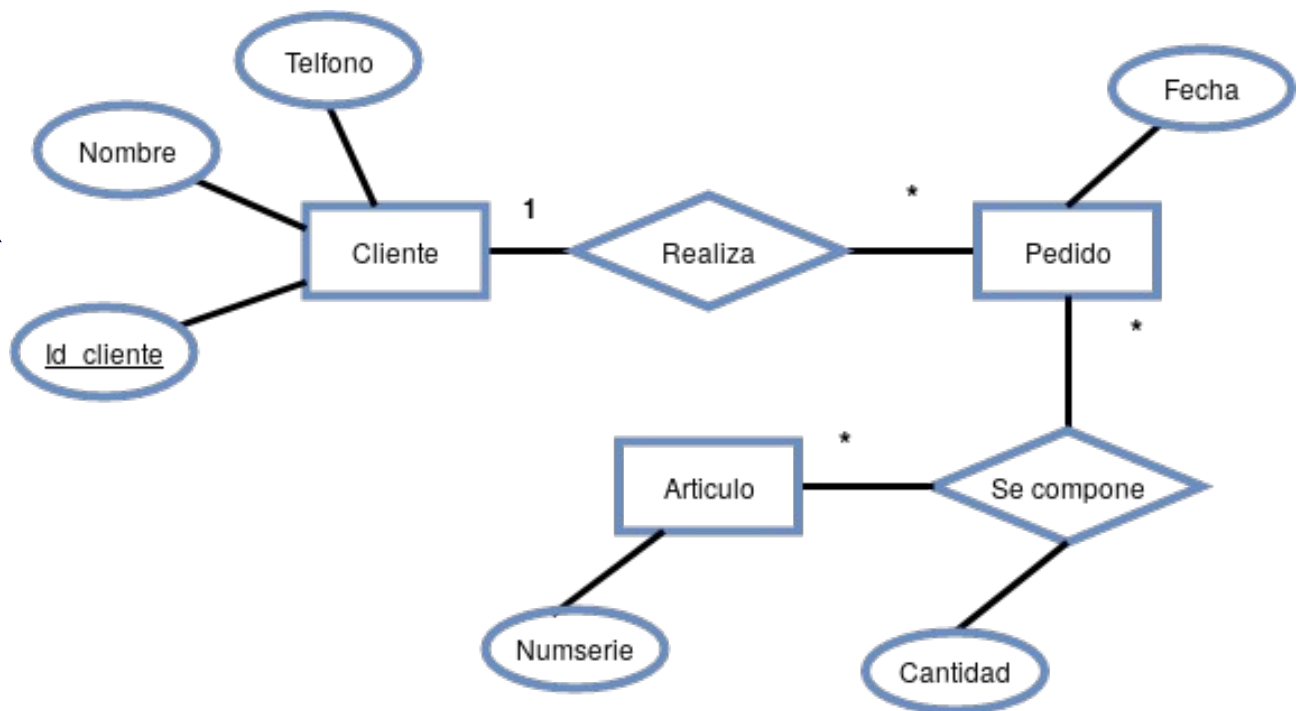 Telfono
Fecha
Nombre
1
*
Cliente
Realiza
Pedido
*
Id_cliente
*
Articulo
Se compone
Numserie
Cantidad